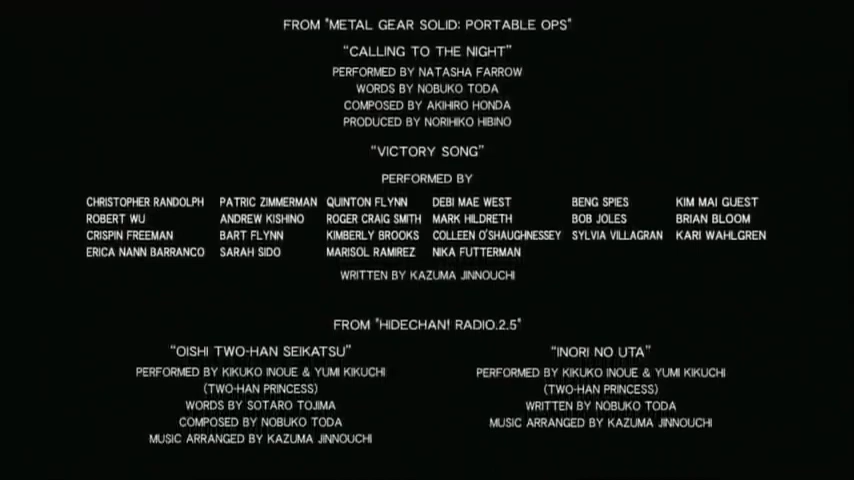 FROM "METAL GEAR SOLID: PORTABLE OPS"
"CALLING TO THE NIGHT"
PERFORMED BY NATASHA FARROW
WORDS BY NOBUKO TODA
COMPOSED BY AKIHIRO HONDA
PRODUCED BY NORIHIKO HIBINO
"VICTORY SONG"
PERFORMED BY
CHRISTOPHER RANDOLPH PATRIC ZIMMERMAN QUINTON FLYNN DEBI MAE WEST BENG SPIES KIM MAI GUEST
ROBERT WU ANDREW KISHINO ROGER CRAIG SMITH MARK HILDRETH BOB JOLES BRIAN BLOOM
CRISPIN FREEMAN BART FLYNN KIMBERLY BROOKS COLLEEN O'SHAUGHNESSEY SYLVIA VILLAGRAN KARI WAHLGREN
ERICA NANN BARRANCO SARAH SIDO MARISOL RAMIREZ NIKA FUTTERMAN
WRITTEN BY KAZUMA JINNOUCHI
FROM "HIDECHAN! RADIO.2.5"
"OISHI TWO-HAN SEIKATSU"
PERFORMED BY KIKUKO INOUE & YUMI KIKUCHI
(TWO-HAN PRINCESS)
WORDS BY SOTARO TOJIMA
COMPOSED BY NOBUKO TODA
MUSIC ARRANGED BY KAZUMA JINNOUCHI
"INORI NO UTA"
PERFORMED BY KIKUKO INOUE & YUMI KIKUCHI
(TWO-HAN PRINCESS)
WRITTEN BY NOBUKO TODA
MUSIC ARRANGED BY KAZUMA JINNOUCHI